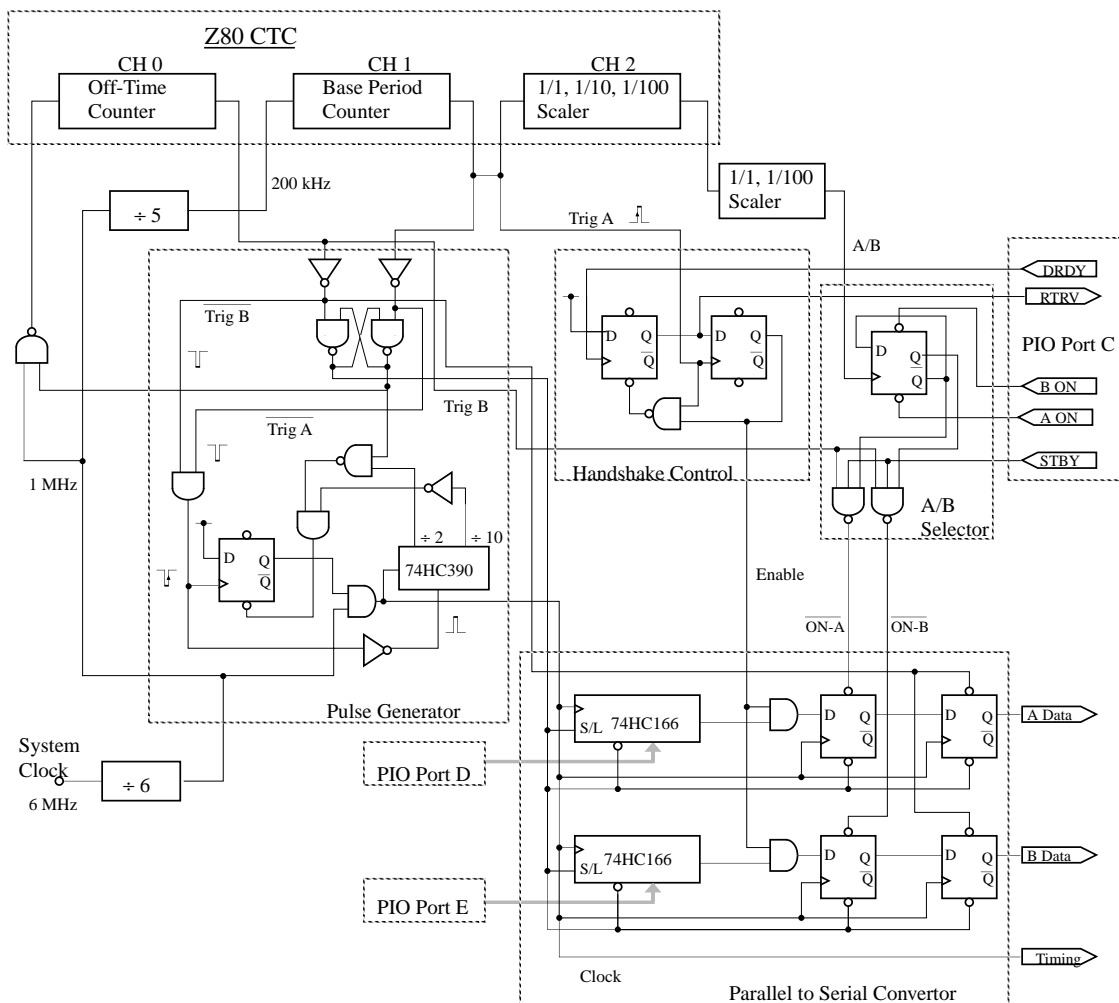 Z80 CTC
CH 0
CH 1
CH 2
Off-Time
Counter
Base Period
Counter
1/1, 1/10, 1/100
Scaler
200 kHz
÷ 5
1/1, 1/100
Scaler
Trig A
A/B
DRDY
RTRV
Trig B
D
Q
Q
D
Q
Q
D
Q
Q
PIO Port C
B ON
A ON
STBY
Trig B
Trig A
Handshake Control
A/B
Selector
1 MHz
÷ 2
÷ 10
74HC390
D
Q
Q
Enable
ON-A
ON-B
Pulse Generator
System
Clock
6 MHz
÷ 6
PIO Port D
74HC166
S/L
D
Q
Q
D
Q
Q
A Data
PIO Port E
74HC166
S/L
D
Q
Q
D
Q
Q
B Data
Clock
Timing
Parallel to Serial Convertor